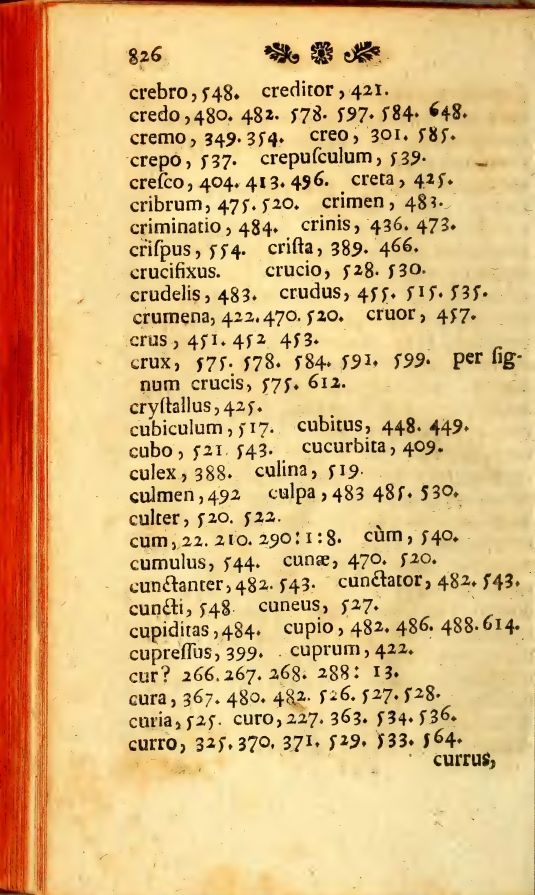 826
crebro, 548. creditor, 421.
credo, 480. 482. 578. 597. 584. 648.
cremo, 349. 354. creo, 301. 585.
crepo, 537. crepuſculum, 539.
creſco, 404. 413. 496. creta, 425.
cribrum, 475. 520. crimen, 483.
criminatio, 484. crinis, 436. 473.
criſpus, 554. criſta, 389. 466.
crucifixus. crucio, 528. 530.
crudelis, 483. crudus, 455. 515. 535.
crumena, 422. 470. 520. cruor, 457.
crus, 451. 452 453.
crux, 575. 578. 584. 591. 599. per ſig-
num crucis, 575. 612.
cryſtallus, 425.
cubiculum, 517. cubitus, 448. 449.
cubo, 521. 543. cucurbita, 409.
culex, 388. culina, 519.
culmen, 492 culpa, 483 485. 530.
culter, 520. 522.
cum, 22. 210. 290: 1: 8. cùm, 540.
cumulus, 544. cunæ, 470. 520.
cunctanter, 482. 543. cunctator, 482. 543.
cuncti, 548. cuneus, 527.
cupiditas, 484. cupio, 482. 486. 488. 614.
cupreſſus, 399. cuprum, 422.
cur? 266. 267. 268. 288: 13.
cura, 367. 480. 482. 526. 527. 528.
curia, 525. curo, 227. 363. 534. 536.
curro, 325. 370. 371. 529. 533. 564.
currus,